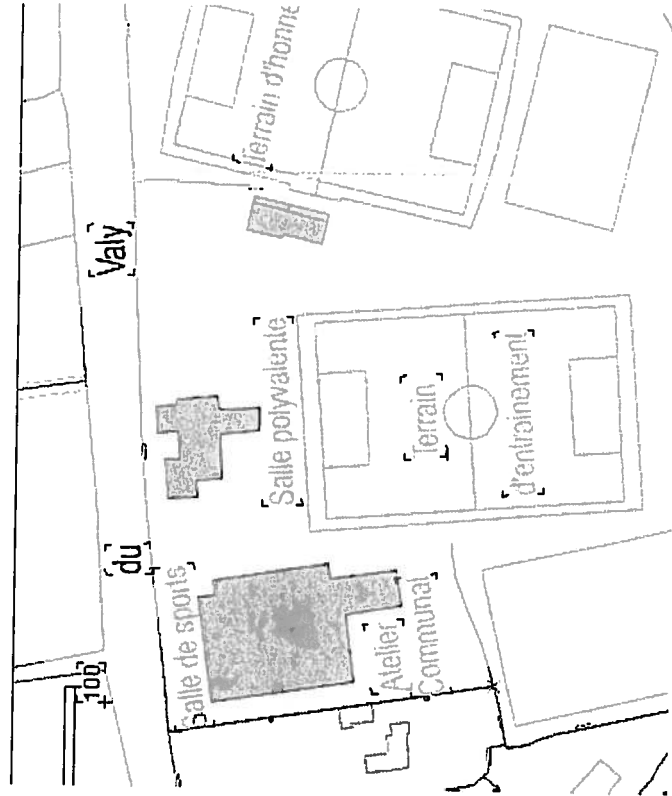 Terrain d'honne
Valy
Salle polyvalente
Terrain
d'entrainement
du
Salle de sports
Atelier
Communal
100